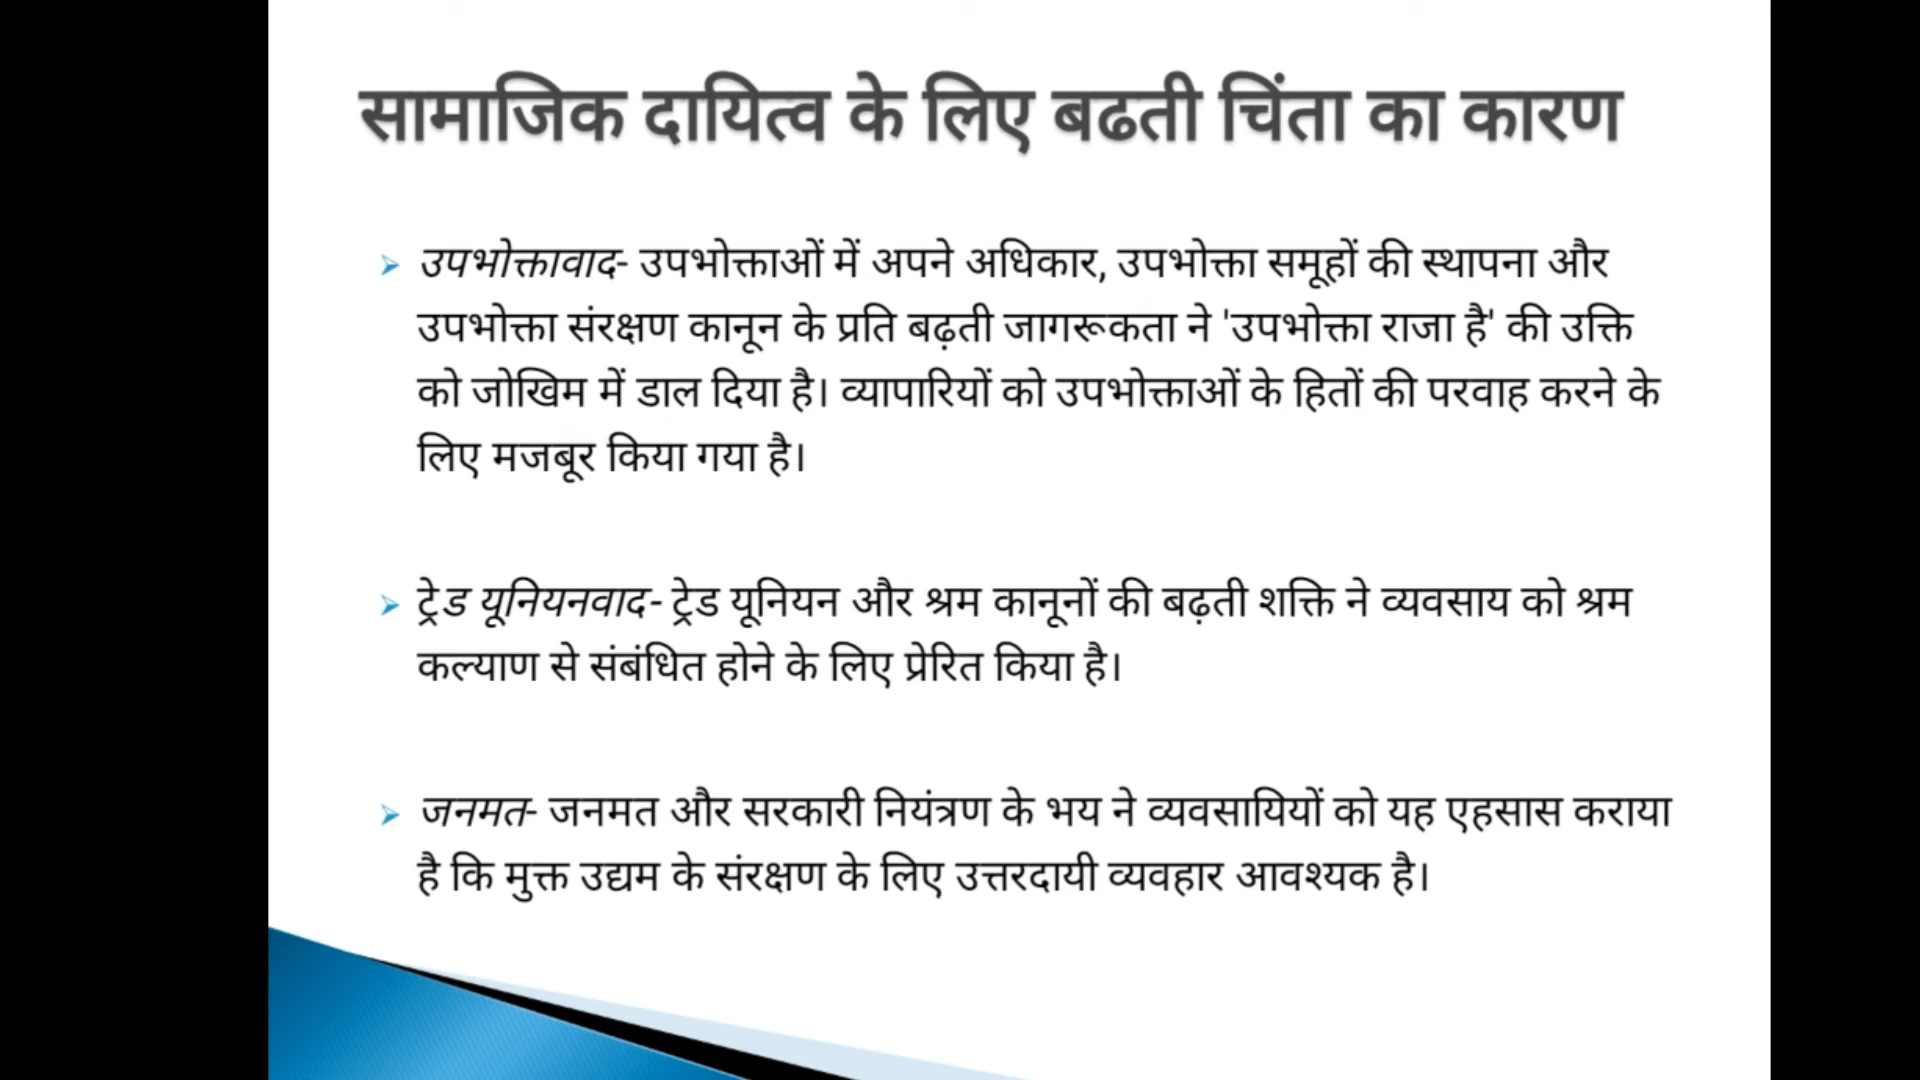 सामाजिक दायित्व के लिए बढती चिंता का कारण
उपभोक्तावाद- उपभोक्ताओं में अपने अधिकार, उपभोक्ता समूहों की स्थापना और
उपभोक्ता संरक्षण कानून के प्रति बढ़ती जागरूकता ने 'उपभोक्ता राजा है' की उक्ति
को जोखिम में डाल दिया है। व्यापारियों को उपभोक्ताओं के हितों की परवाह करने के
लिए मजबूर किया गया है।
ट्रेड यूनियनवाद- ट्रेड यूनियन और श्रम कानूनों की बढ़ती शक्ति ने व्यवसाय को श्रम
कल्याण से संबंधित होने के लिए प्रेरित किया है।
जनमत- जनमत और सरकारी नियंत्रण के भय ने व्यवसायियों को यह एहसास कराया
है कि मुक्त उद्यम के संरक्षण के लिए उत्तरदायी व्यवहार आवश्यक है।